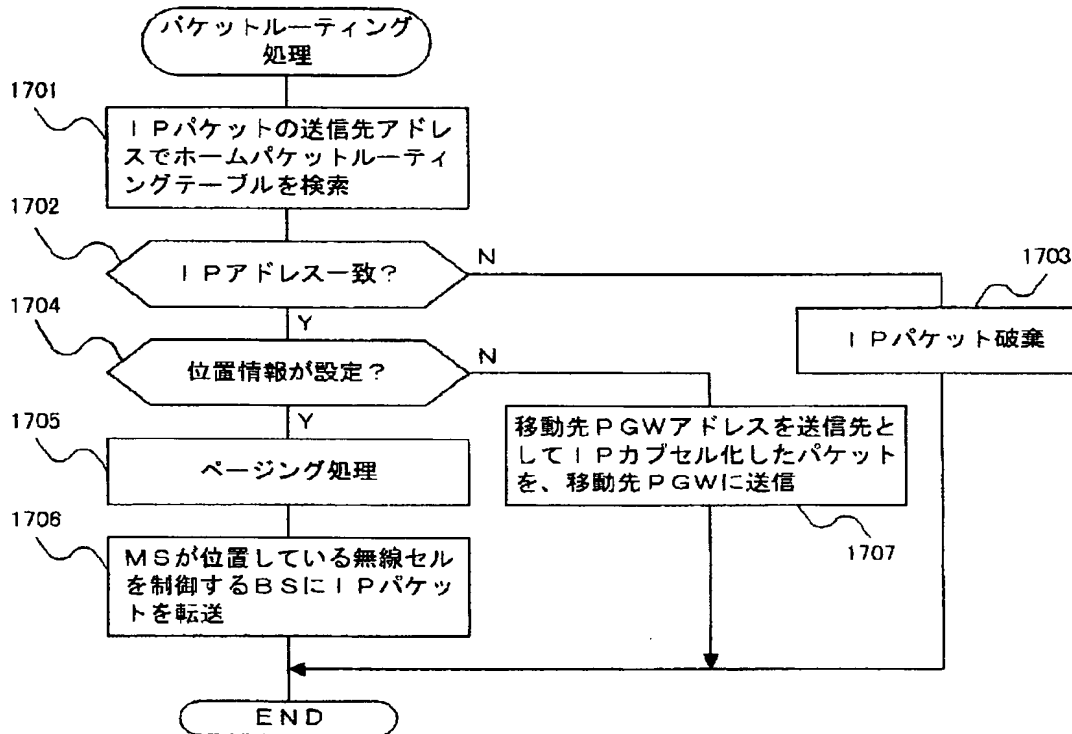 パケットルーティング
処理
1701
IPパケットの送信先アドレ
スでホームパケットルーティ
ングテーブルを検索
1702
IPアドレス一致?
N
1703
IPパケット破棄
Y
1704
位置情報が設定?
N
Y
1705
ページング処理
移動先PGWアドレスを送信先と
してIPカプセル化したパケット
を、移動先PGWに送信
1707
1706
MSが位置している無線セル
を制御するBSにIPパケッ
トを転送
END